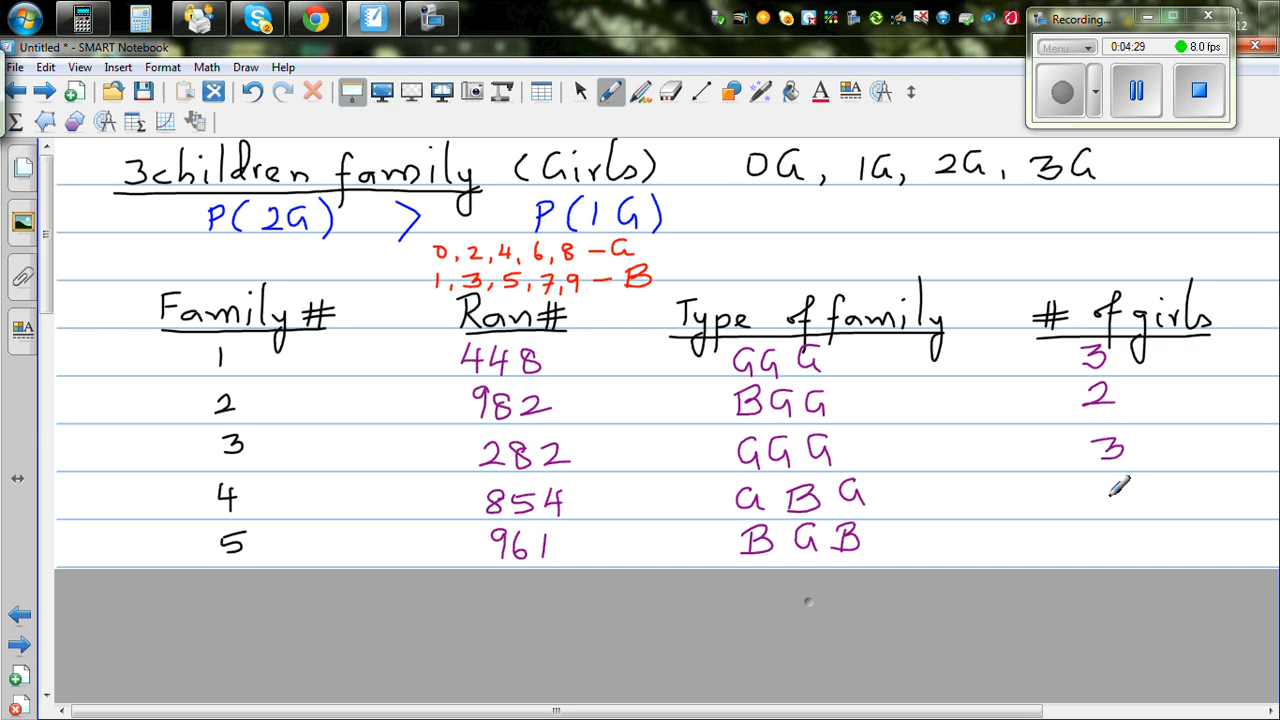 Recording...
Untitled * - SMART Notebook
12
Menu 0:04:29 8.0 fps
File Edit View Insert Format Math Draw Help
3children family (Girls) 0G, 1G, 2G, 3G
P(2G) > P(1G)
0, 2, 4, 6, 8 – G
1, 3, 5, 7, 9 – B
Family # Ran# Type of family # of girls
1 448 GGG 3
2 982 BGG 2
3 282 GGG 3
4 854 GBG
5 961 BGB